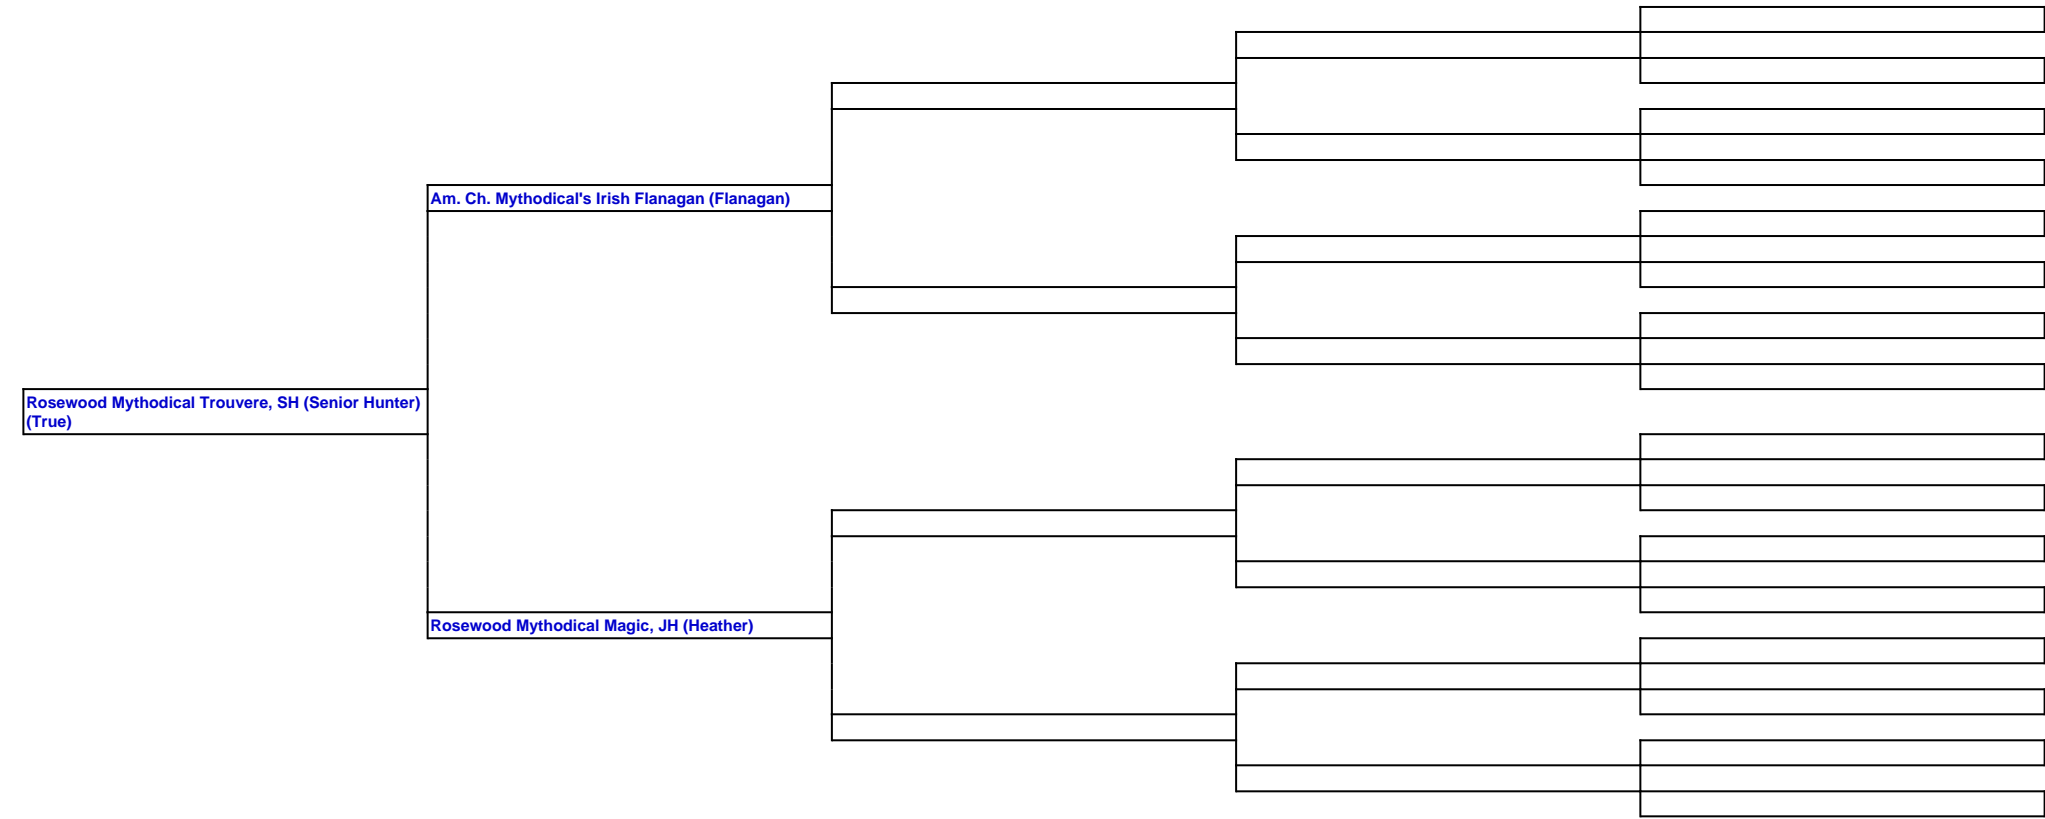 Am. Ch. Mythodical's Irish Flanagan (Flanagan)
Rosewood Mythodical Trouvere, SH (Senior Hunter)
(True)
Rosewood Mythodical Magic, JH (Heather)